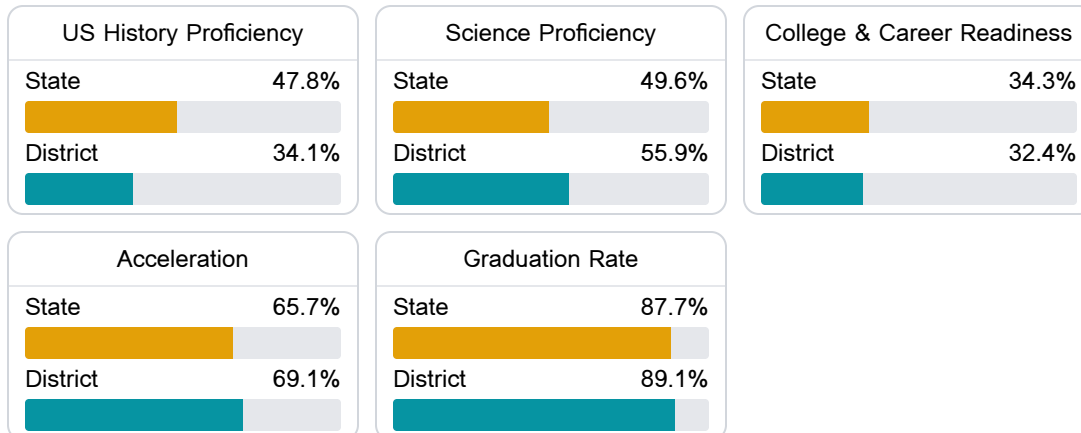 US History Proficiency
State 47.8%
District 34.1%
Science Proficiency
State 49.6%
District 55.9%
College & Career Readiness
State 34.3%
District 32.4%
Acceleration
State 65.7%
District 69.1%
Graduation Rate
State 87.7%
District 89.1%